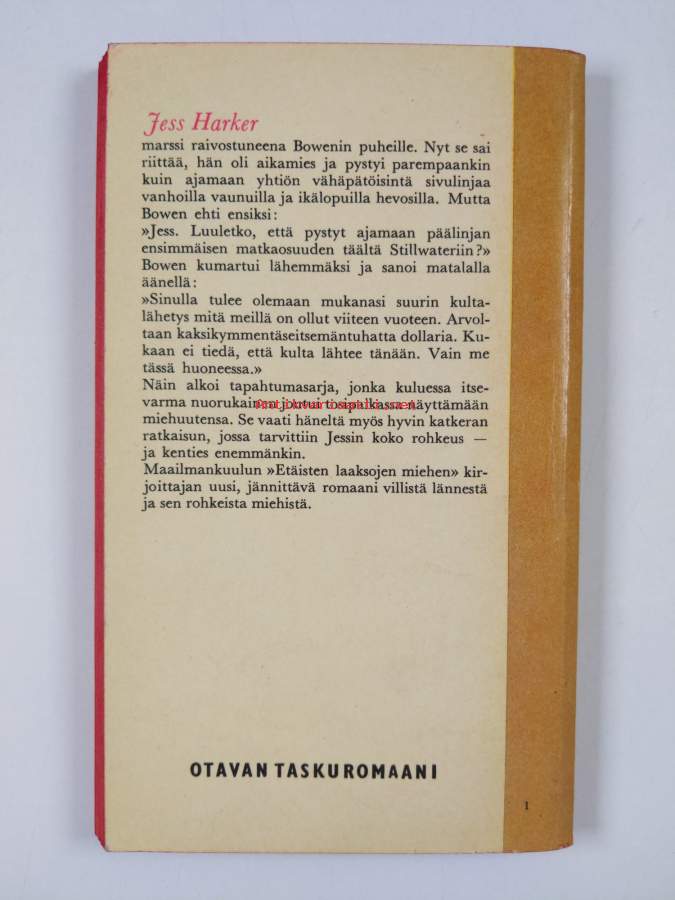 Jess Harker
marssi raivostuneena Bowenin puheille. Nyt se sai
riittää, hän oli aikamies ja pystyi parempaankin
kuin ajamaan yhtiön vähäpätöisintä sivulinjaa
vanhoilla vaunuilla ja ikälopuilla hevosilla. Mutta
Bowen ehti ensiksi:
»Jess. Luuletko, että pystyt ajamaan päälinjan
ensimmäisen matkaosuuden täältä Stillwateriin?»
Bowen kumartui lähemmäksi ja sanoi matalalla
äänellä:
»Sinulla tulee olemaan mukanasi suurin kulta-
lähetys mitä meillä on ollut viiteen vuoteen. Arvol-
taan kaksikymmentäseitsemäntuhatta dollaria. Ku-
kaan ei tiedä, että kulta lähtee tänään. Vain me
tässä huoneessa.»
Näin alkoi tapahtumasarja, jonka kuluessa itse-
varma nuorukainen joutui tosipaikassa näyttämään
miehuutensa. Se vaati häneltä myös hyvin katkeran
ratkaisun, jossa tarvittiin Jessin koko rohkeus —
ja kenties enemmänkin.
Maailmankuulun »Etäisten laaksojen miehen» kir-
joittajan uusi, jännittävä romaani villistä lännestä
ja sen rohkeista miehistä.
OTAVAN TASKUROMAANI
1